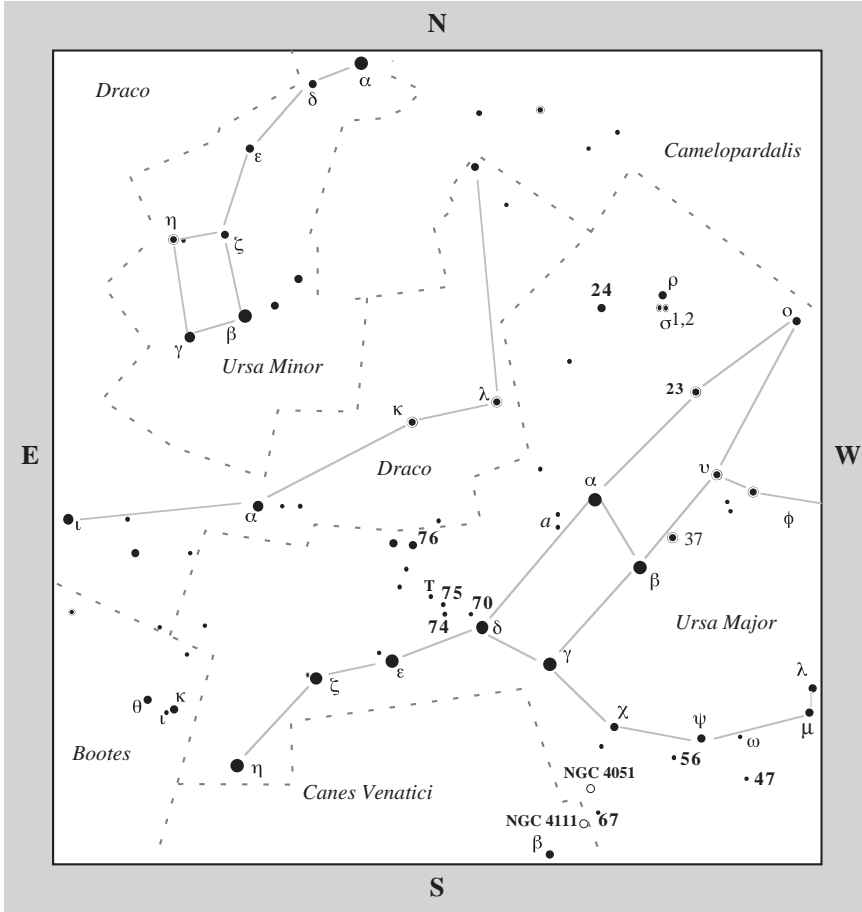 N
Draco
α
δ
ε
Camelopardalis
η
ζ
24
ρ
σ1,2
ο
β
γ
Ursa Minor
23
λ
κ
E
W
Draco
υ
α
α
a
ι
φ
76
37
β
T
75
70
74
δ
Ursa Major
γ
ε
ζ
λ
κ
θ
ι
χ
ψ
ω
μ
Bootes
η
56
NGC 4051
47
Canes Venatici
NGC 4111
67
β
S